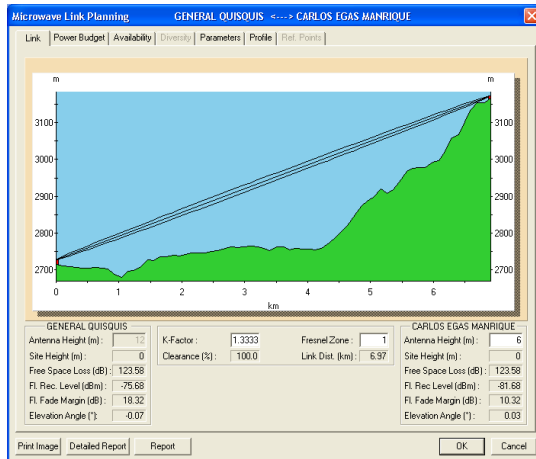 Microwave Link Planning GENERAL QUISQUIS <---> CARLOS EGAS MANRIQUE
Link Power Budget Availability Diversity Parameters Profile Ref. Points
m m
3100 3100
3000 3000
2900 2900
2800 2800
2700 2700
0 1 2 3 4 5 6
km
GENERAL QUISQUIS
Antenna Height (m) : 12
Site Height (m) : 0
Free Space Loss (dB) : 123.58
Fl. Rec. Level (dBm) : -75.68
Fl. Fade Margin (dB) : 18.32
Elevation Angle (°): -0.07
K-Factor : 1.3333 Fresnel Zone : 1
Clearance (%) : 100.0 Link Dist. (km) : 6.97
CARLOS EGAS MANRIQUE
Antenna Height (m) : 6
Site Height (m) : 0
Free Space Loss (dB) : 123.58
Fl. Rec. Level (dBm) : -81.68
Fl. Fade Margin (dB) : 10.32
Elevation Angle (°) : 0.03
Print Image Detailed Report Report OK Cancel